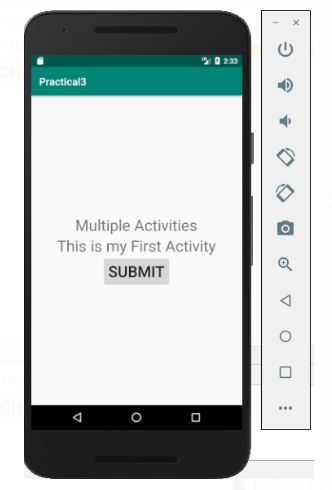 2:33
Practical3
Multiple Activities
This is my First Activity
SUBMIT